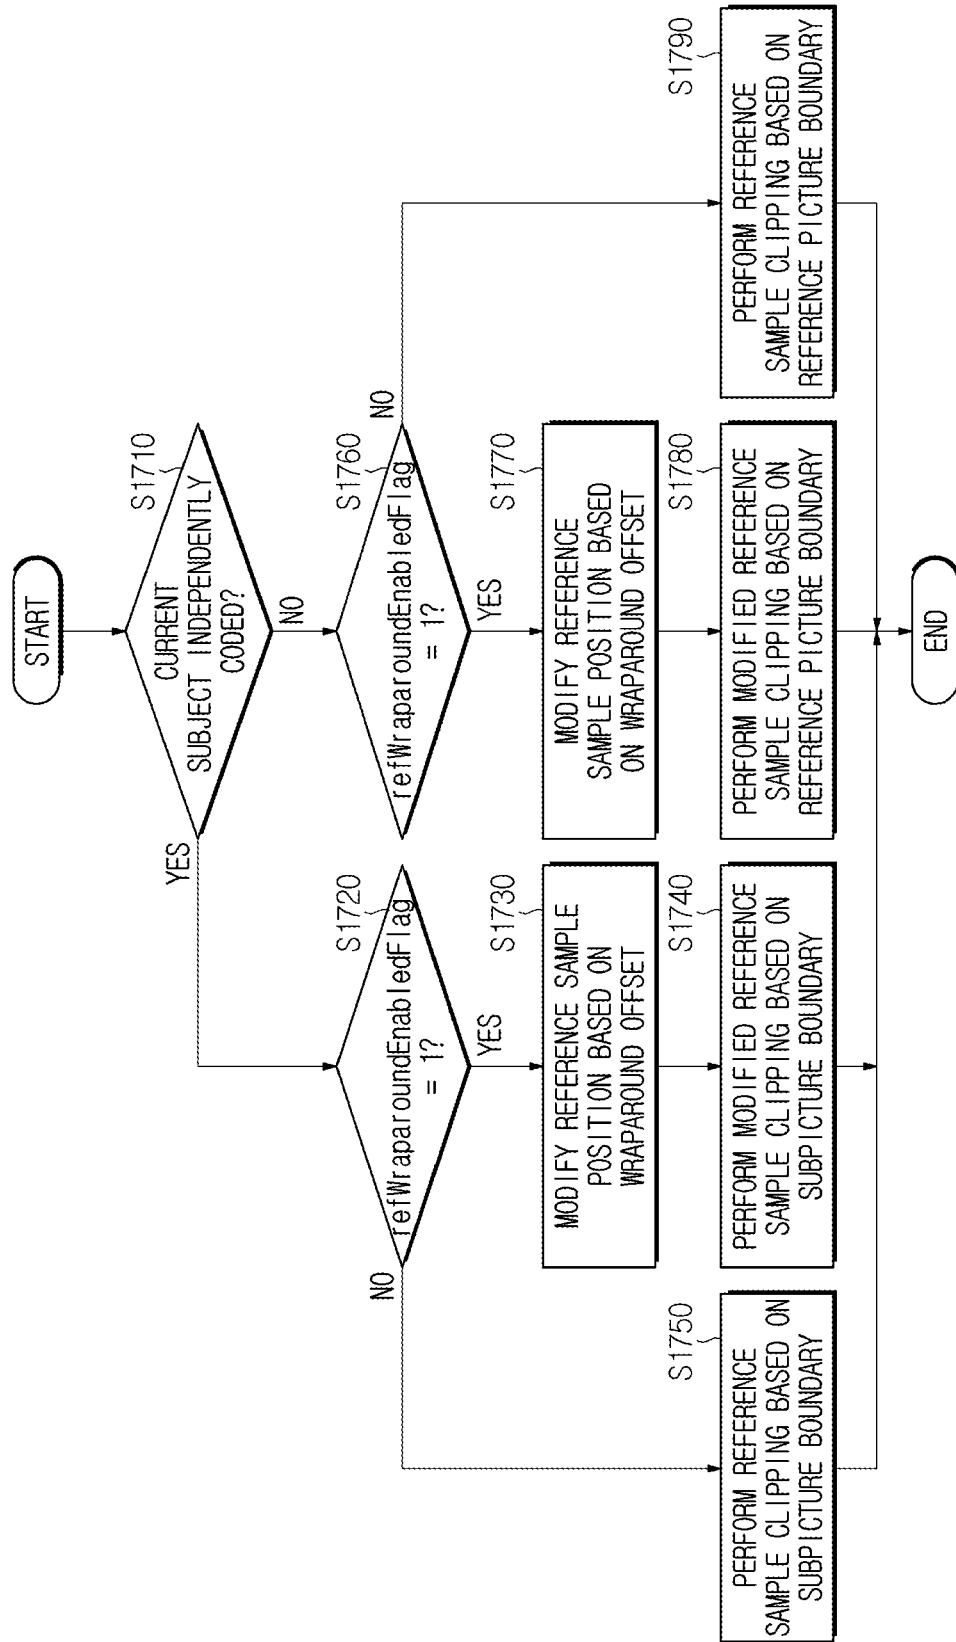 START
S1710
CURRENT
SUBJECT INDEPENDENTLY
CODED?
YES
NO
S1720
refWraparoundEnabledFlag
= 1?
NO
YES
S1760
refWraparoundEnabledFlag
= 1?
NO
YES
S1730
MODIFY REFERENCE SAMPLE
POSITION BASED ON
WRAPAROUND OFFSET
S1770
MODIFY REFERENCE
SAMPLE POSITION BASED
ON WRAPAROUND OFFSET
S1750
PERFORM REFERENCE
SAMPLE CLIPPING BASED ON
SUBPICTURE BOUNDARY
S1740
PERFORM MODIFIED REFERENCE
SAMPLE CLIPPING BASED ON
SUBPICTURE BOUNDARY
S1780
PERFORM MODIFIED REFERENCE
SAMPLE CLIPPING BASED ON
REFERENCE PICTURE BOUNDARY
S1790
PERFORM REFERENCE
SAMPLE CLIPPING BASED ON
REFERENCE PICTURE BOUNDARY
END